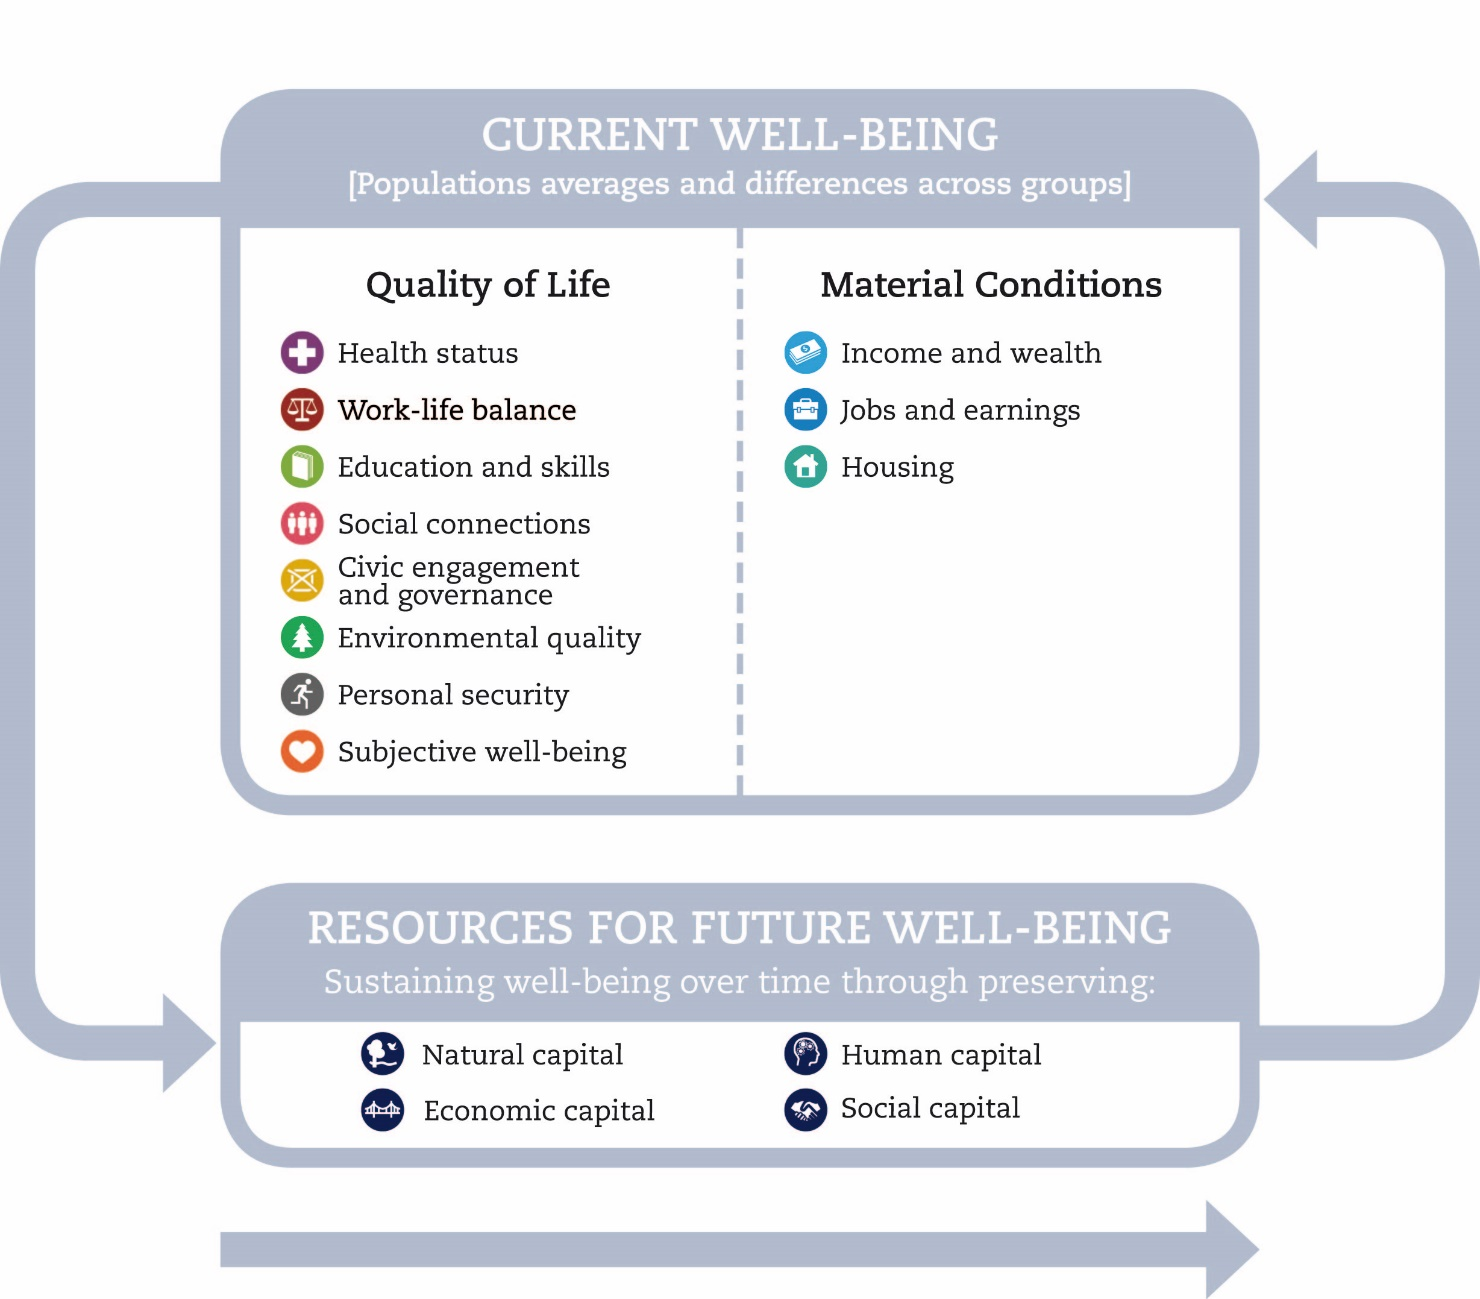 CURRENT WELL-BEING
[Populations averages and differences across groups]
Quality of Life
Health status
Work-life balance
Education and skills
Social connections
Civic engagement
and governance
Environmental quality
Personal security
Subjective well-being
Material Conditions
Income and wealth
Jobs and earnings
Housing
RESOURCES FOR FUTURE WELL-BEING
Sustaining well-being over time through preserving:
Natural capital
Human capital
Economic capital
Social capital